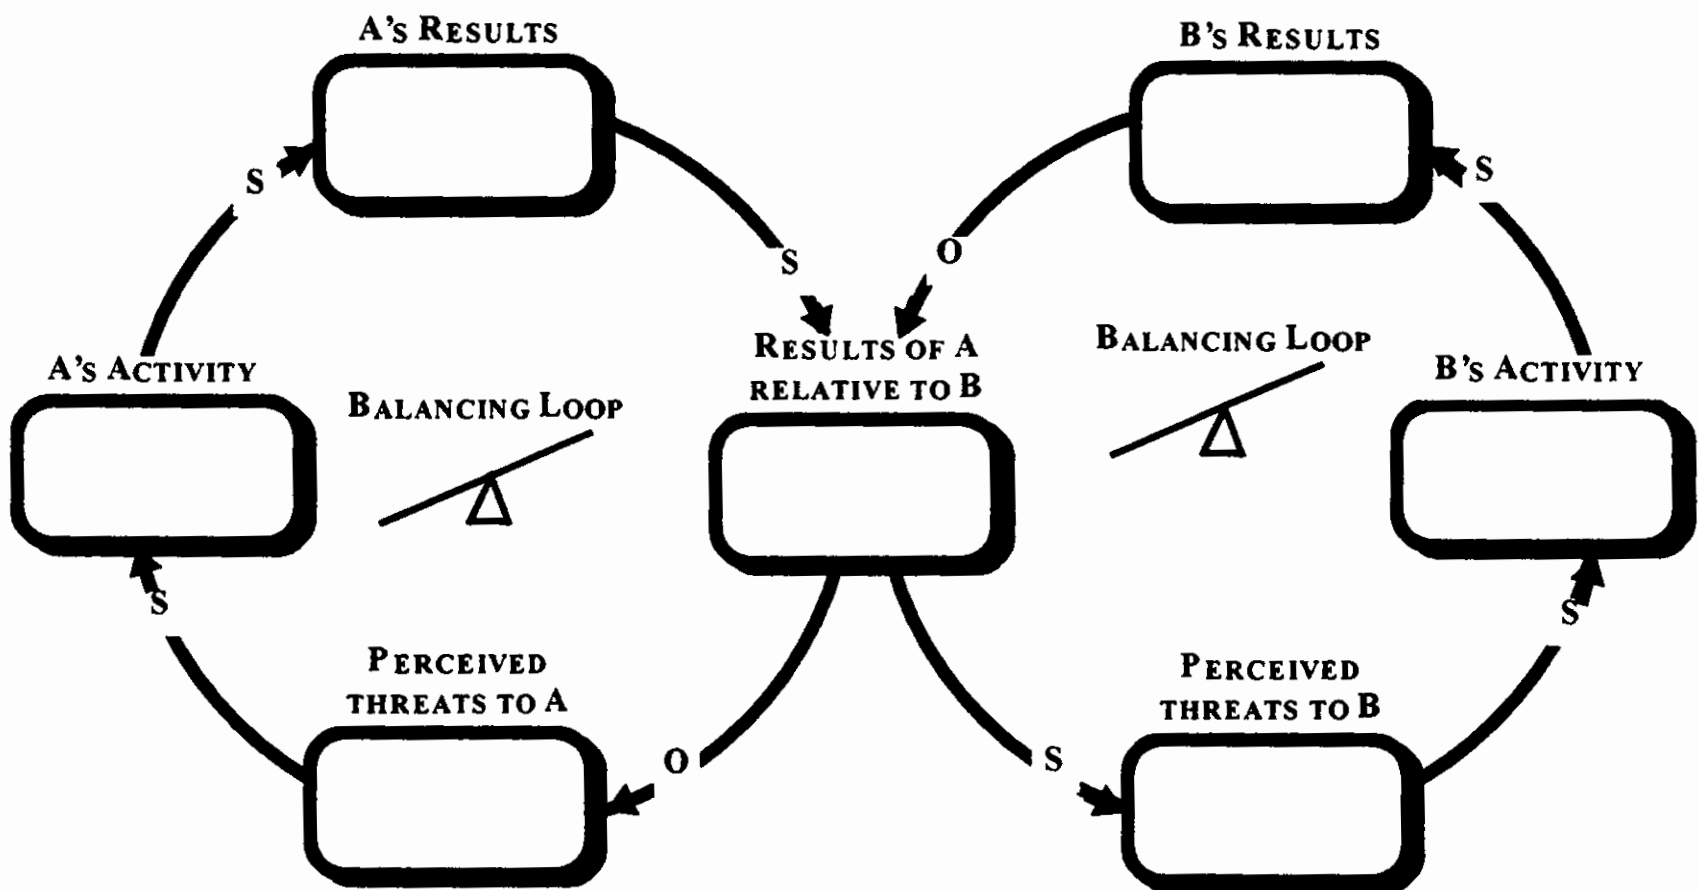 A's Results
B's Results
S
S
S
O
Results of A
relative to B
Balancing Loop
A's Activity
B's Activity
Balancing Loop
S
S
Perceived
threats to A
Perceived
threats to B
O
S